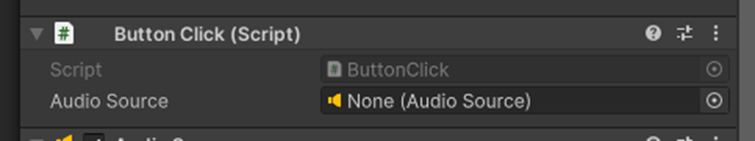 Button Click (Script)
Script ButtonClick
Audio Source None (Audio Source)